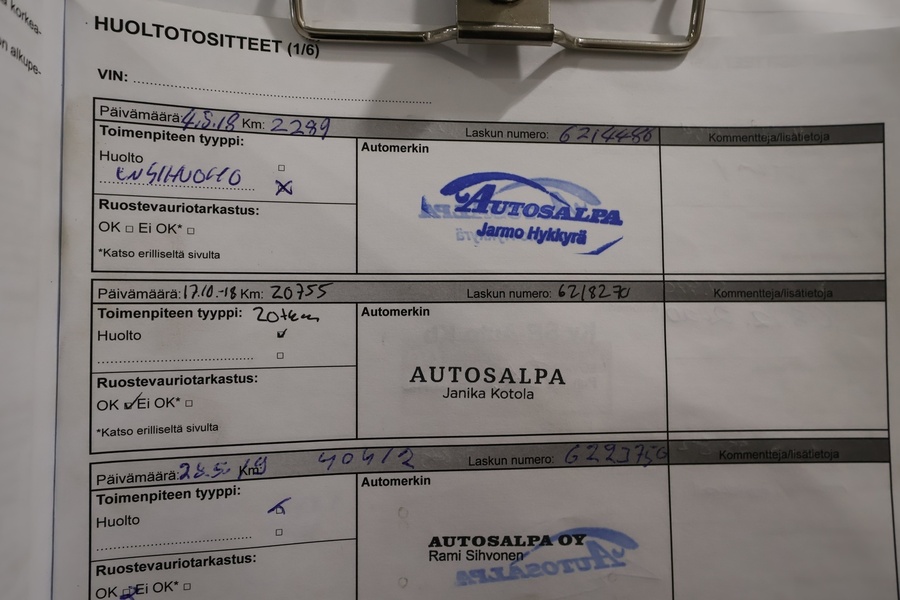 HUOLTOTOSITTEET (1/6)
VIN:
Päivämäärä: 4.5.18 Km: 2289 Laskun numero: 6214486 Kommentteja/lisätietoja
Toimenpiteen tyyppi:
Automerkin
Huolto
ENSIHUOLTO
AUTOSALPA
Jarmo Hykkyrä
Ruostevauriotarkastus:
OK Ei OK*
*Katso erilliseltä sivulta
Päivämäärä: 17.10.-18 Km: 20755 Laskun numero: 6218270 Kommentteja/lisätietoja
Toimenpiteen tyyppi: 20tkm
Automerkin
Huolto
AUTOSALPA
Janika Kotola
Ruostevauriotarkastus:
OK Ei OK*
*Katso erilliseltä sivulta
Päivämäärä: 28.5.19 Km: 40412 Laskun numero: 6223750 Kommentteja/lisätietoja
Toimenpiteen tyyppi:
Automerkin
Huolto
AUTOSALPA OY
Rami Sihvonen
AUTOSALPA
Ruostevauriotarkastus:
OK Ei OK*